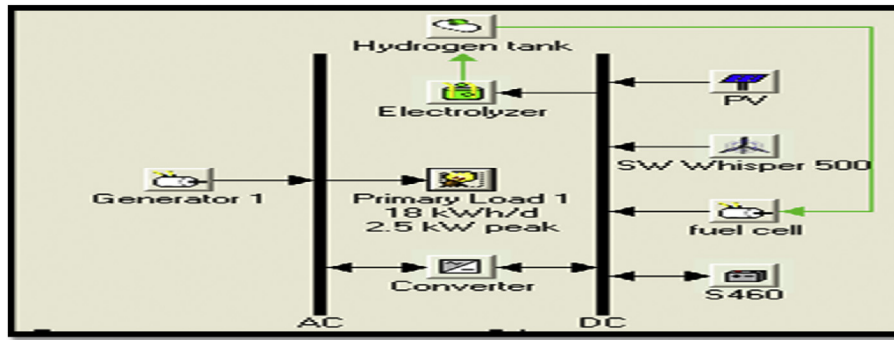 Hydrogen tank
Electrolyzer
PV
SW Whisper 500
Generator 1
Primary Load 1
18 kWh/d
2.5 kW peak
fuel cell
Converter
S460
AC
DC